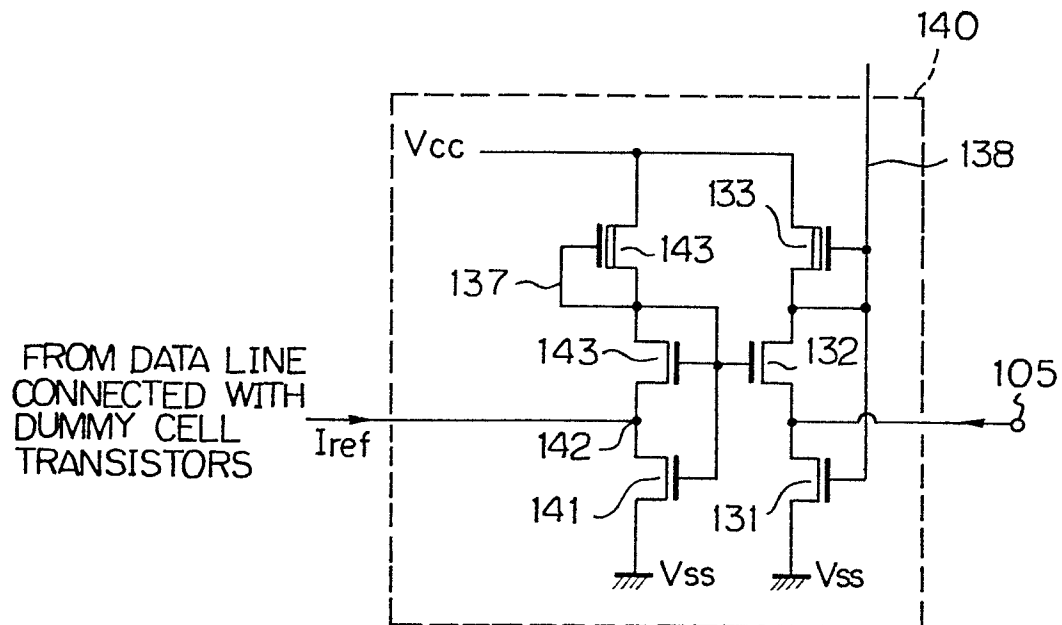 140
Vcc
138
133
143
137
FROM DATA LINE
CONNECTED WITH
DUMMY CELL
TRANSISTORS
143
132
105
Iref
142
141
131
Vss
Vss